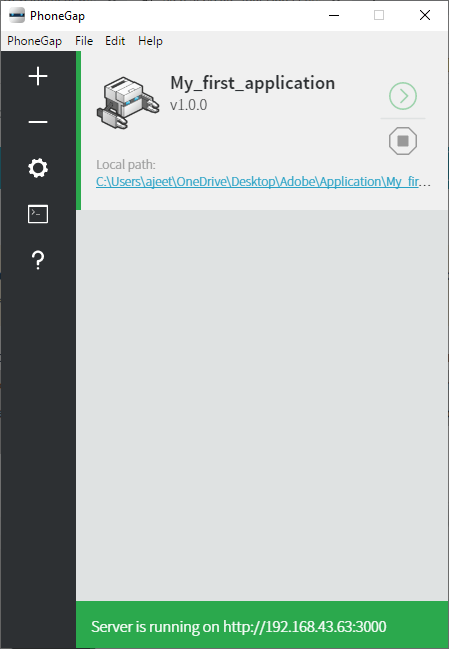 PhoneGap
PhoneGap File Edit Help
My_first_application
v1.0.0
Local path:
C:\Users\ajeet\OneDrive\Desktop\Adobe\Application\My_fir...
Server is running on http://192.168.43.63:3000